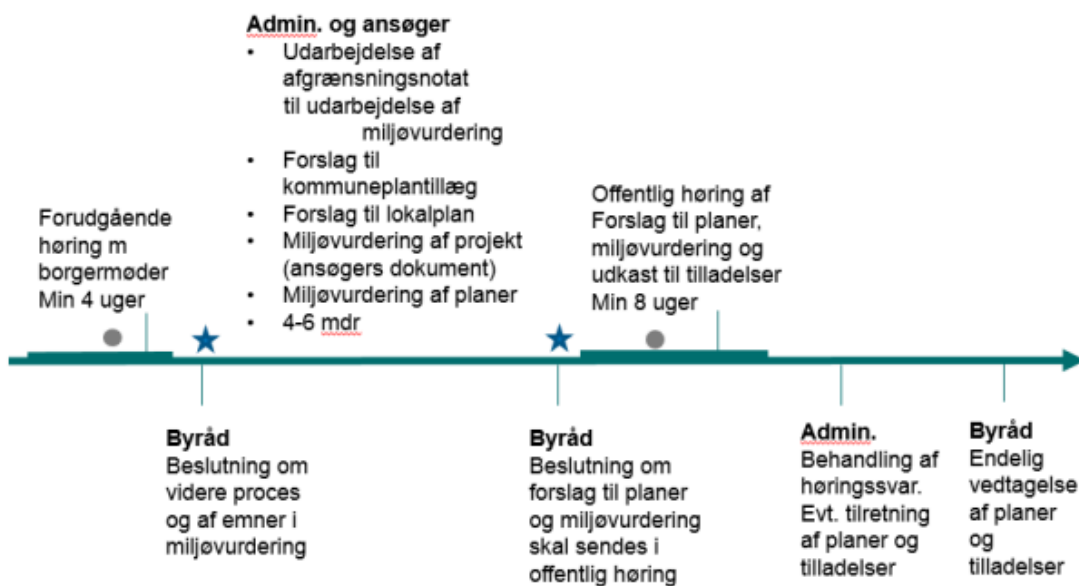 Admin. og ansøger
• Udarbejdelse af
afgrænsningsnotat
til udarbejdelse af
miljøvurdering
• Forslag til
kommuneplantillæg
• Forslag til lokalplan
• Miljøvurdering af projekt
(ansøgers dokument)
• Miljøvurdering af planer
• 4-6 mdr
Forudgående
høring m
borgermøder
Min 4 uger
Offentlig høring af
Forslag til planer,
miljøvurdering og
udkast til tilladelser
Min 8 uger
Byråd
Beslutning om
videre proces
og af emner i
miljøvurdering
Byråd
Beslutning om
forslag til planer
og miljøvurdering
skal sendes i
offentlig høring
Admin.
Behandling af
høringssvar.
Evt. tilretning
af planer og
tilladelser
Byråd
Endelig
vedtagelse
af planer
og
tilladelser